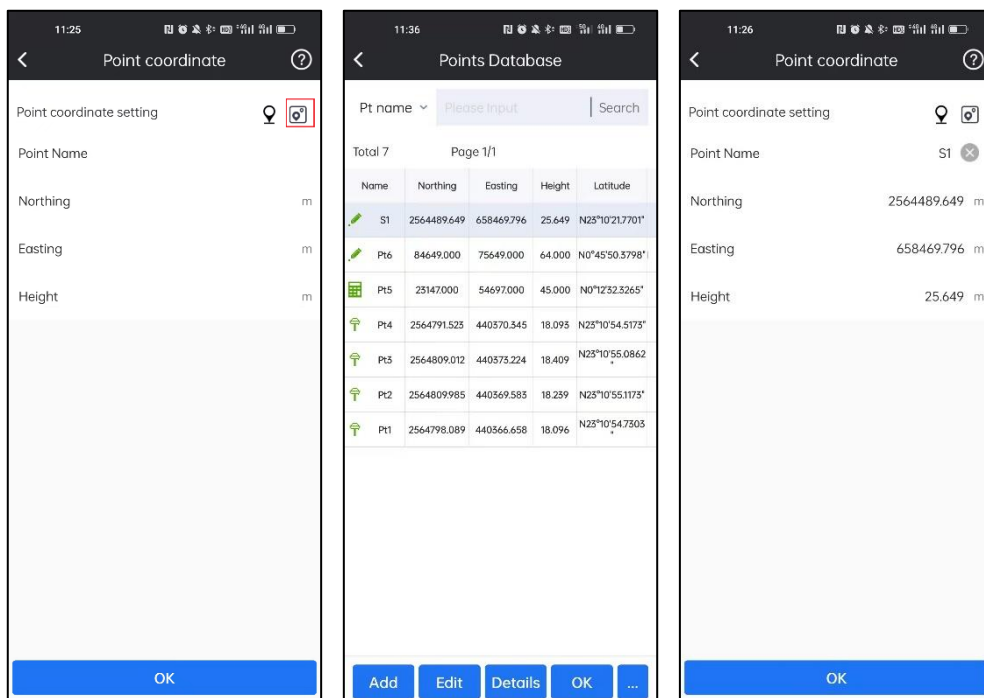 11:25
Point coordinate
Point coordinate setting
Point Name
Northing m
Easting m
Height m
OK
11:36
Points Database
Pt name Please Input Search
Total 7 Page 1/1
Name Northing Easting Height Latitude
S1 2564489.649 658469.796 25.649 N23°10'21.7701"
Pt6 84649.000 75649.000 64.000 N0°45'50.3798"
Pt5 23147.000 54697.000 45.000 N0°12'32.3265"
Pt4 2564791.523 440370.345 18.093 N23°10'54.5173"
Pt3 2564809.012 440373.224 18.409 N23°10'55.0862"
Pt2 2564809.985 440369.583 18.239 N23°10'55.1173"
Pt1 2564798.089 440366.658 18.096 N23°10'54.7303"
Add Edit Details OK ...
11:26
Point coordinate
Point coordinate setting
Point Name S1
Northing 2564489.649 m
Easting 658469.796 m
Height 25.649 m
OK